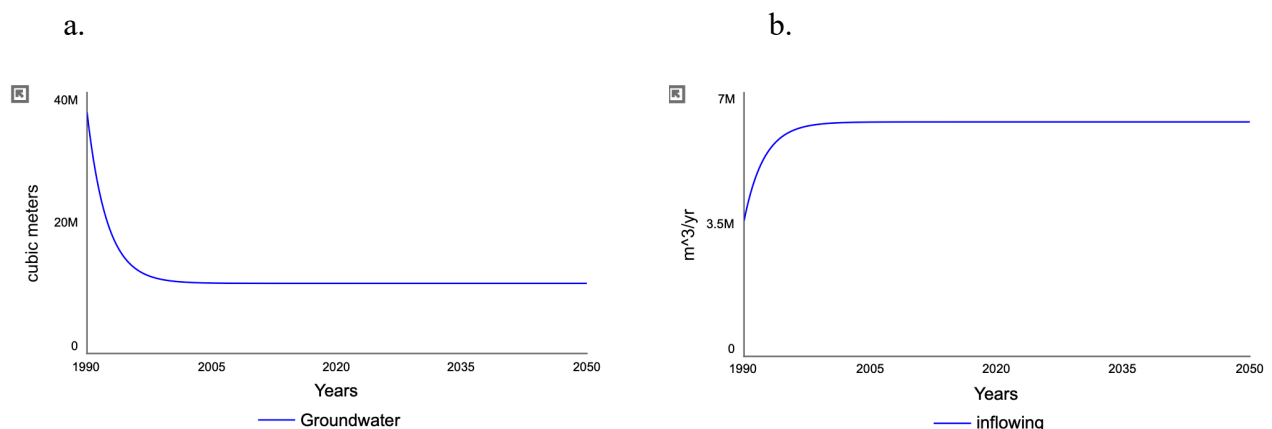 a.
b.
40M
20M
0
cubic meters
1990
2005
2020
2035
2050
Years
Groundwater
7M
3.5M
0
m^3/yr
1990
2005
2020
2035
2050
Years
inflowing